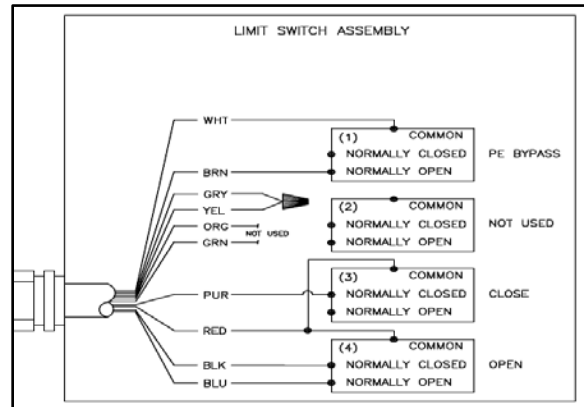 LIMIT SWITCH ASSEMBLY
WHT
(1) COMMON
NORMALLY CLOSED
PE BYPASS
BRN
NORMALLY OPEN
GRY
YEL
(2) COMMON
ORG
NOT USED
NORMALLY CLOSED
NOT USED
GRN
NORMALLY OPEN
(3) COMMON
PUR
NORMALLY CLOSED
CLOSE
NORMALLY OPEN
RED
(4) COMMON
BLK
NORMALLY CLOSED
OPEN
BLU
NORMALLY OPEN